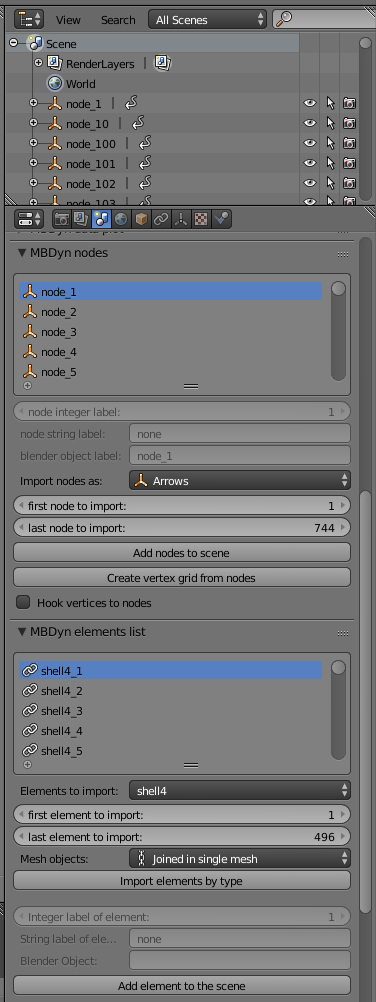 View Search All Scenes
Scene
RenderLayers |
World
node_1 |
node_10 |
node_100 |
node_101 |
node_102 |
node_103
MBDyn data plot
MBDyn nodes
node_1
node_2
node_3
node_4
node_5
node integer label: 1
node string label: none
blender object label: node_1
Import nodes as: Arrows
first node to import: 1
last node to import: 744
Add nodes to scene
Create vertex grid from nodes
Hook vertices to nodes
MBDyn elements list
shell4_1
shell4_2
shell4_3
shell4_4
shell4_5
Elements to import: shell4
first element to import: 1
last element to import: 496
Mesh objects: Joined in single mesh
Import elements by type
Integer label of element: 1
String label of ele... none
Blender Object:
Add element to the scene